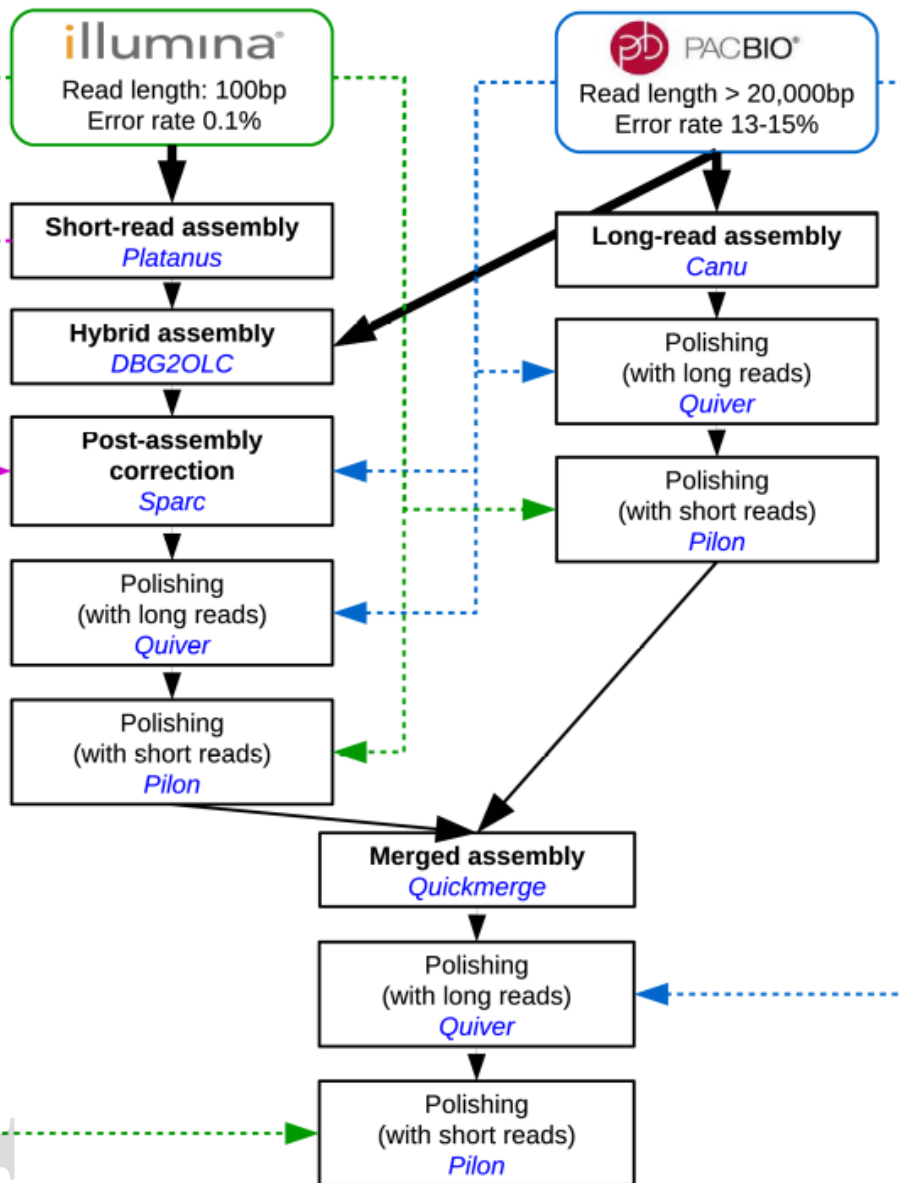 illumina®
Read length: 100bp
Error rate 0.1%
Short-read assembly
Platanus
Hybrid assembly
DBG2OLC
Post-assembly
correction
Sparc
Polishing
(with long reads)
Quiver
Polishing
(with short reads)
Pilon
pb PACBIO®
Read length > 20,000bp
Error rate 13-15%
Long-read assembly
Canu
Polishing
(with long reads)
Quiver
Polishing
(with short reads)
Pilon
Merged assembly
Quickmerge
Polishing
(with long reads)
Quiver
Polishing
(with short reads)
Pilon